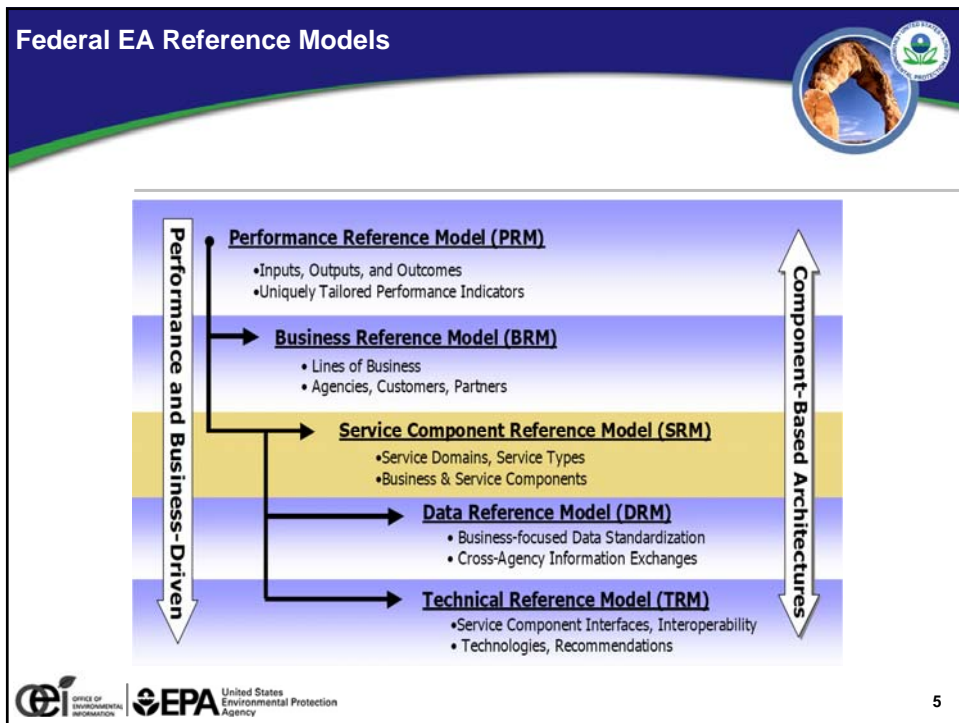 Federal EA Reference Models
Performance and Business-Driven
Performance Reference Model (PRM)
•Inputs, Outputs, and Outcomes
•Uniquely Tailored Performance Indicators
Business Reference Model (BRM)
• Lines of Business
• Agencies, Customers, Partners
Service Component Reference Model (SRM)
•Service Domains, Service Types
•Business & Service Components
Data Reference Model (DRM)
• Business-focused Data Standardization
• Cross-Agency Information Exchanges
Technical Reference Model (TRM)
•Service Component Interfaces, Interoperability
• Technologies, Recommendations
Component-Based Architectures
oei
OFFICE OF
ENVIRONMENTAL
INFORMATION
EPA
United States
Environmental Protection
Agency
5